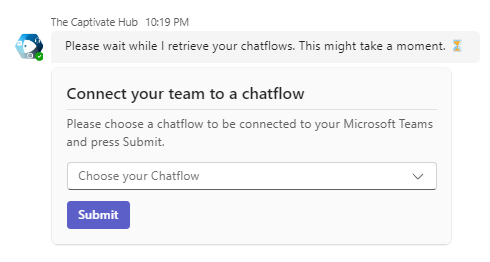 The Captivate Hub 10:19 PM
Please wait while I retrieve your chatflows. This might take a moment. ⏳
Connect your team to a chatflow
Please choose a chatflow to be connected to your Microsoft Teams
and press Submit.
Choose your Chatflow
Submit